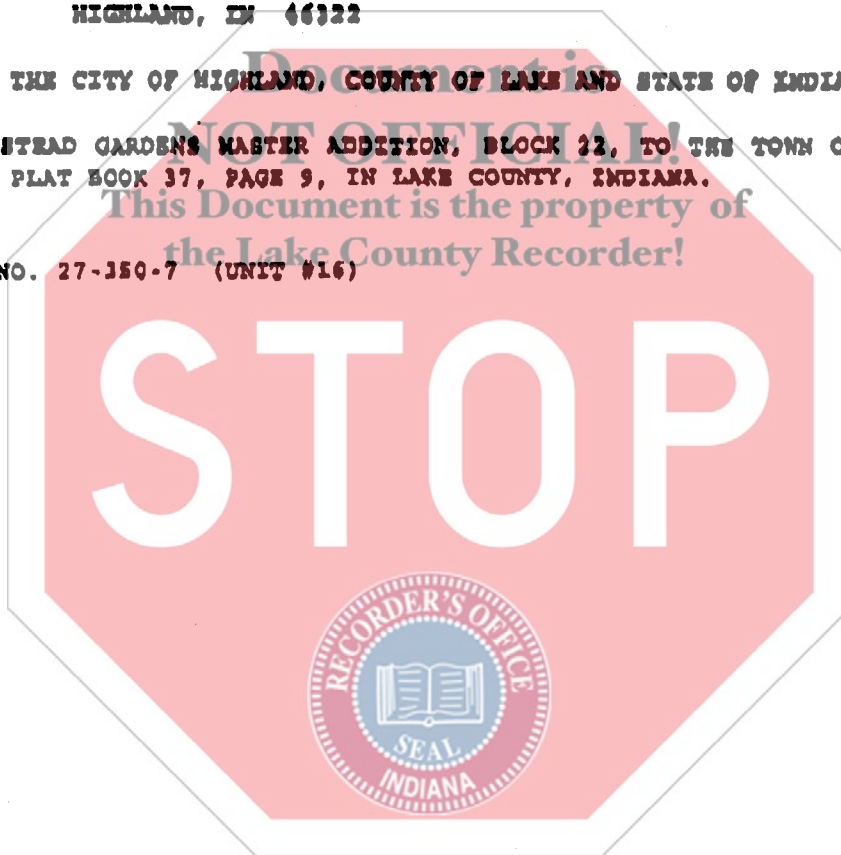 HIGHLAND, IN 46322
Document is
THE CITY OF HIGHLAND, COUNTY OF LAKE AND STATE OF INDIA
NOT OFFICIAL!
STEAD GARDENS MASTER ADDITION, BLOCK 22, TO THE TOWN O
PLAT BOOK 37, PAGE 9, IN LAKE COUNTY, INDIANA.
This Document is the property of
the Lake County Recorder!
NO. 27-350-7 (UNIT #16)
STOP
RECORDER'S OFFICE
SEAL
INDIANA